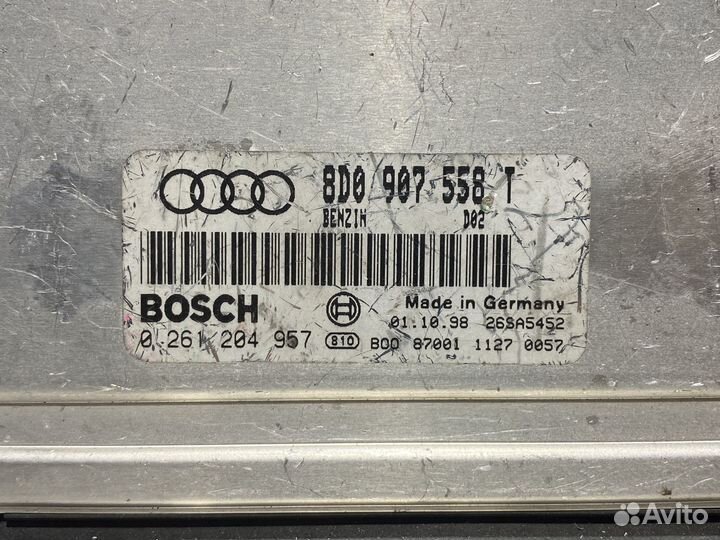 8D0 907 558 T
BENZIN D02
BOSCH
Made in Germany
01.10.98 26SA5452
0 261 204 957 810 B00 87001 1127 0057
Avito